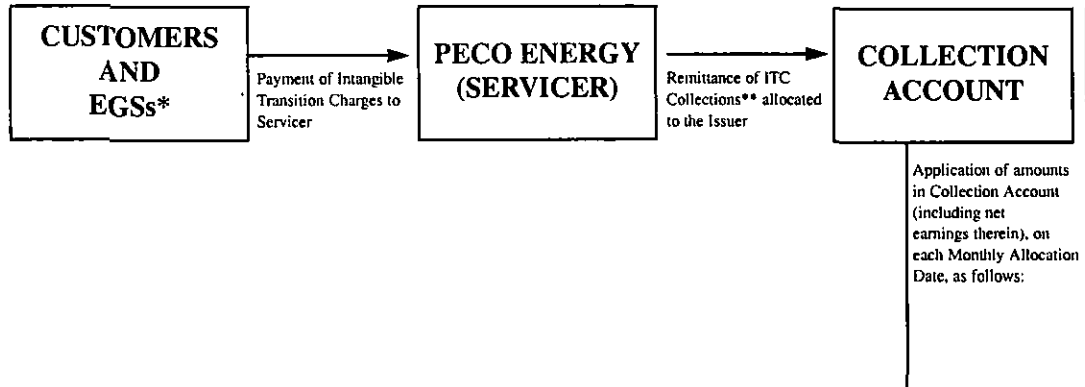 CUSTOMERS
AND
EGSs*
Payment of Intangible
Transition Charges to
Servicer
PECO ENERGY
(SERVICER)
Remittance of ITC
Collections** allocated
to the Issuer
COLLECTION
ACCOUNT
Application of amounts
in Collection Account
(including net
earnings therein), on
each Monthly Allocation
Date, as follows: